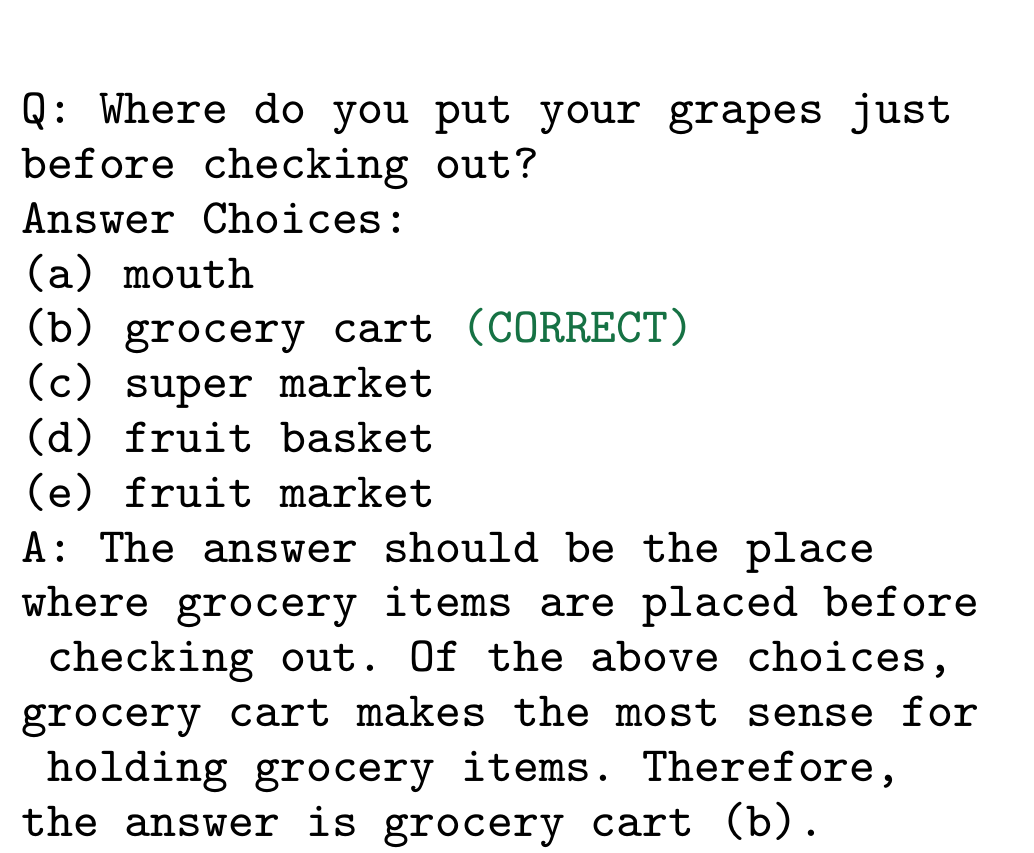 Q: Where do you put your grapes just
before checking out?
Answer Choices:
(a) mouth
(b) grocery cart (CORRECT)
(c) super market
(d) fruit basket
(e) fruit market
A: The answer should be the place
where grocery items are placed before
checking out. Of the above choices,
grocery cart makes the most sense for
holding grocery items. Therefore,
the answer is grocery cart (b).